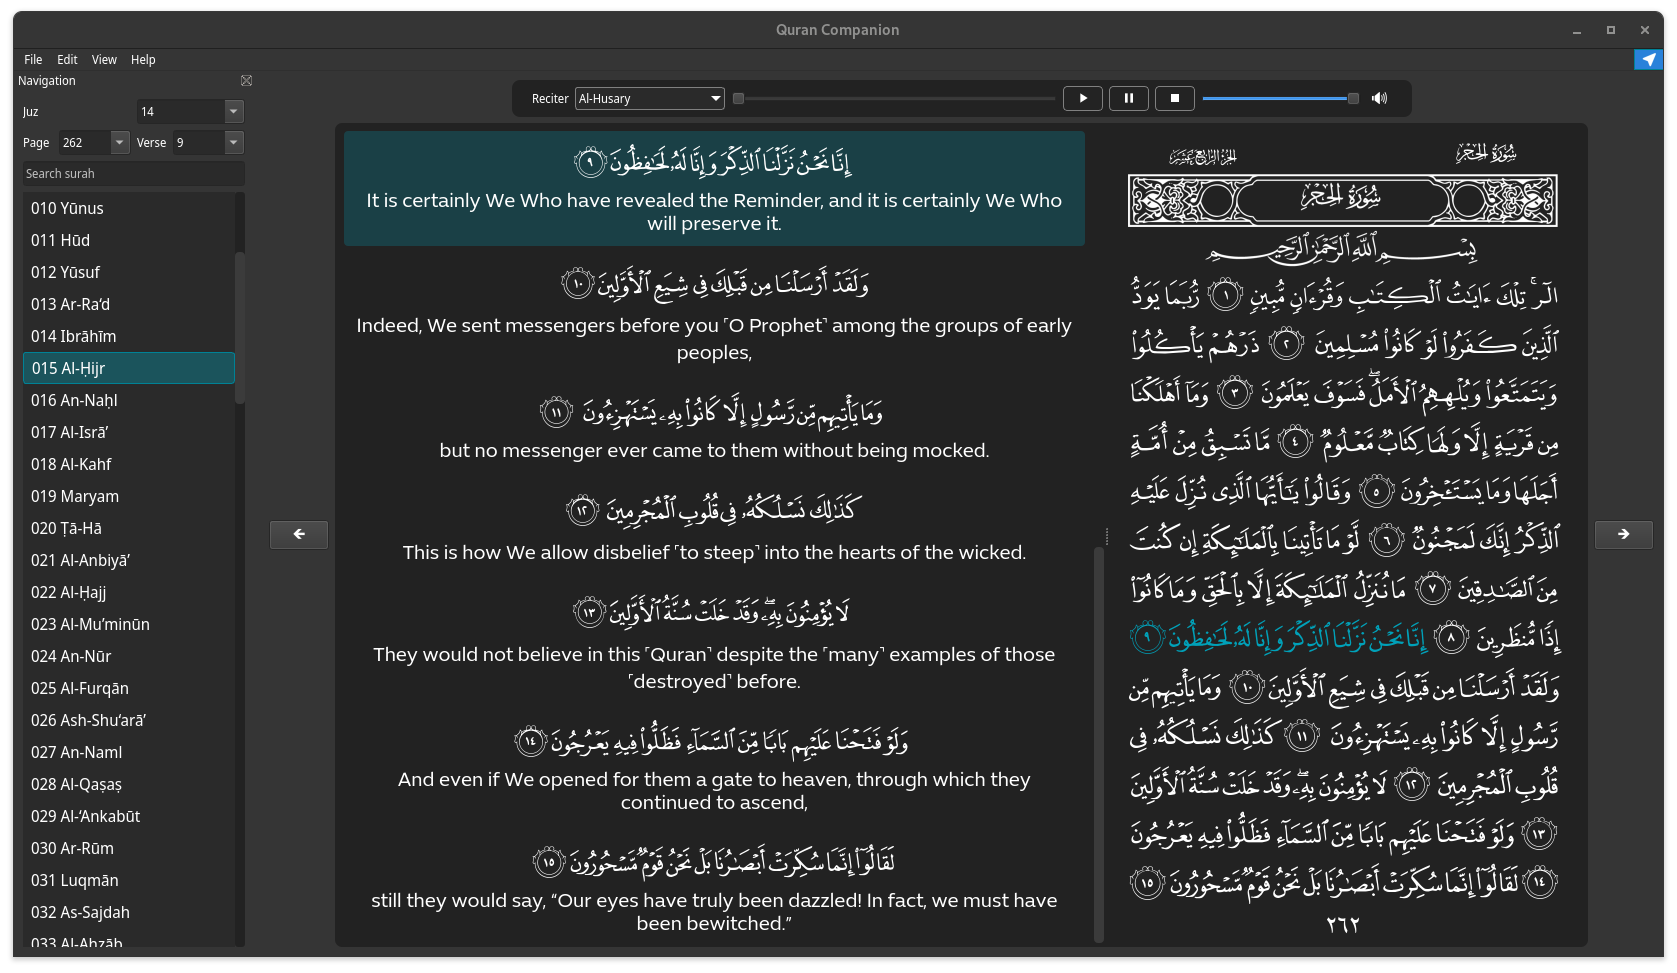 Quran Companion
File Edit View Help
Navigation
Juz 14
Page 262 Verse 9
Search surah
010 Yūnus
011 Hūd
012 Yūsuf
013 Ar-Ra‘d
014 Ibrāhīm
015 Al-Ḥijr
016 An-Naḥl
017 Al-Isrā’
018 Al-Kahf
019 Maryam
020 Ṭā-Hā
021 Al-Anbiyā’
022 Al-Ḥajj
023 Al-Mu’minūn
024 An-Nūr
025 Al-Furqān
026 Ash-Shu‘arā’
027 An-Naml
028 Al-Qaṣaṣ
029 Al-‘Ankabūt
030 Ar-Rūm
031 Luqmān
032 As-Sajdah
033 Al-Aḥzāb
Reciter Al-Husary
إِنَّا نَحْنُ نَزَّلْنَا ٱلذِّكْرَ وَإِنَّا لَهُۥ لَحَـٰفِظُونَ ٩
It is certainly We Who have revealed the Reminder, and it is certainly We Who
will preserve it.
وَلَقَدْ أَرْسَلْنَا مِن قَبْلِكَ فِى شِيَعِ ٱلْأَوَّلِينَ ١٠
Indeed, We sent messengers before you ˹O Prophet˺ among the groups of early
peoples,
وَمَا يَأْتِيهِم مِّن رَّسُولٍ إِلَّا كَانُوا۟ بِهِۦ يَسْتَهْزِءُونَ ١١
but no messenger ever came to them without being mocked.
كَذَٰلِكَ نَسْلُكُهُۥ فِى قُلُوبِ ٱلْمُجْرِمِينَ ١٢
This is how We allow disbelief ˹to steep˺ into the hearts of the wicked.
لَا يُؤْمِنُونَ بِهِۦ ۖ وَقَدْ خَلَتْ سُنَّةُ ٱلْأَوَّلِينَ ١٣
They would not believe in this ˹Quran˺ despite the ˹many˺ examples of those
˹destroyed˺ before.
وَلَوْ فَتَحْنَا عَلَيْهِم بَابًا مِّنَ ٱلسَّمَآءِ فَظَلُّوا۟ فِيهِ يَعْرُجُونَ ١٤
And even if We opened for them a gate to heaven, through which they
continued to ascend,
لَقَالُوٓا۟ إِنَّمَا سُكِّرَتْ أَبْصَـٰرُنَا بَلْ نَحْنُ قَوْمٌ مَّسْحُورُونَ ١٥
still they would say, “Our eyes have truly been dazzled! In fact, we must have
been bewitched.”
سُورَةُ الحِجْرِ الجُزْءُ الرَّابِعَ عَشَرَ
سُورَةُ الحِجْرِ
بِسْمِ ٱللَّهِ ٱلرَّحْمَـٰنِ ٱلرَّحِيمِ
الٓر ۚ تِلْكَ ءَايَـٰتُ ٱلْكِتَـٰبِ وَقُرْءَانٍ مُّبِينٍ ١ رُّبَمَا يَوَدُّ
ٱلَّذِينَ كَفَرُوا۟ لَوْ كَانُوا۟ مُسْلِمِينَ ٢ ذَرْهُمْ يَأْكُلُوا۟
وَيَتَمَتَّعُوا۟ وَيُلْهِهِمُ ٱلْأَمَلُ ۖ فَسَوْفَ يَعْلَمُونَ ٣ وَمَآ أَهْلَكْنَا
مِن قَرْيَةٍ إِلَّا وَلَهَا كِتَابٌ مَّعْلُومٌ ٤ مَّا تَسْبِقُ مِنْ أُمَّةٍ
أَجَلَهَا وَمَا يَسْتَـْٔخِرُونَ ٥ وَقَالُوا۟ يَـٰٓأَيُّهَا ٱلَّذِى نُزِّلَ عَلَيْهِ
ٱلذِّكْرُ إِنَّكَ لَمَجْنُونٌ ٦ لَّوْ مَا تَأْتِينَا بِٱلْمَلَـٰٓئِكَةِ إِن كُنتَ
مِنَ ٱلصَّـٰدِقِينَ ٧ مَا نُنَزِّلُ ٱلْمَلَـٰٓئِكَةَ إِلَّا بِٱلْحَقِّ وَمَا كَانُوٓا۟
إِذًا مُّنظَرِينَ ٨ إِنَّا نَحْنُ نَزَّلْنَا ٱلذِّكْرَ وَإِنَّا لَهُۥ لَحَـٰفِظُونَ ٩
وَلَقَدْ أَرْسَلْنَا مِن قَبْلِكَ فِى شِيَعِ ٱلْأَوَّلِينَ ١٠ وَمَا يَأْتِيهِم مِّن
رَّسُولٍ إِلَّا كَانُوا۟ بِهِۦ يَسْتَهْزِءُونَ ١١ كَذَٰلِكَ نَسْلُكُهُۥ فِى
قُلُوبِ ٱلْمُجْرِمِينَ ١٢ لَا يُؤْمِنُونَ بِهِۦ ۖ وَقَدْ خَلَتْ سُنَّةُ ٱلْأَوَّلِينَ
١٣ وَلَوْ فَتَحْنَا عَلَيْهِم بَابًا مِّنَ ٱلسَّمَآءِ فَظَلُّوا۟ فِيهِ يَعْرُجُونَ
١٤ لَقَالُوٓا۟ إِنَّمَا سُكِّرَتْ أَبْصَـٰرُنَا بَلْ نَحْنُ قَوْمٌ مَّسْحُورُونَ ١٥
٢٦٢